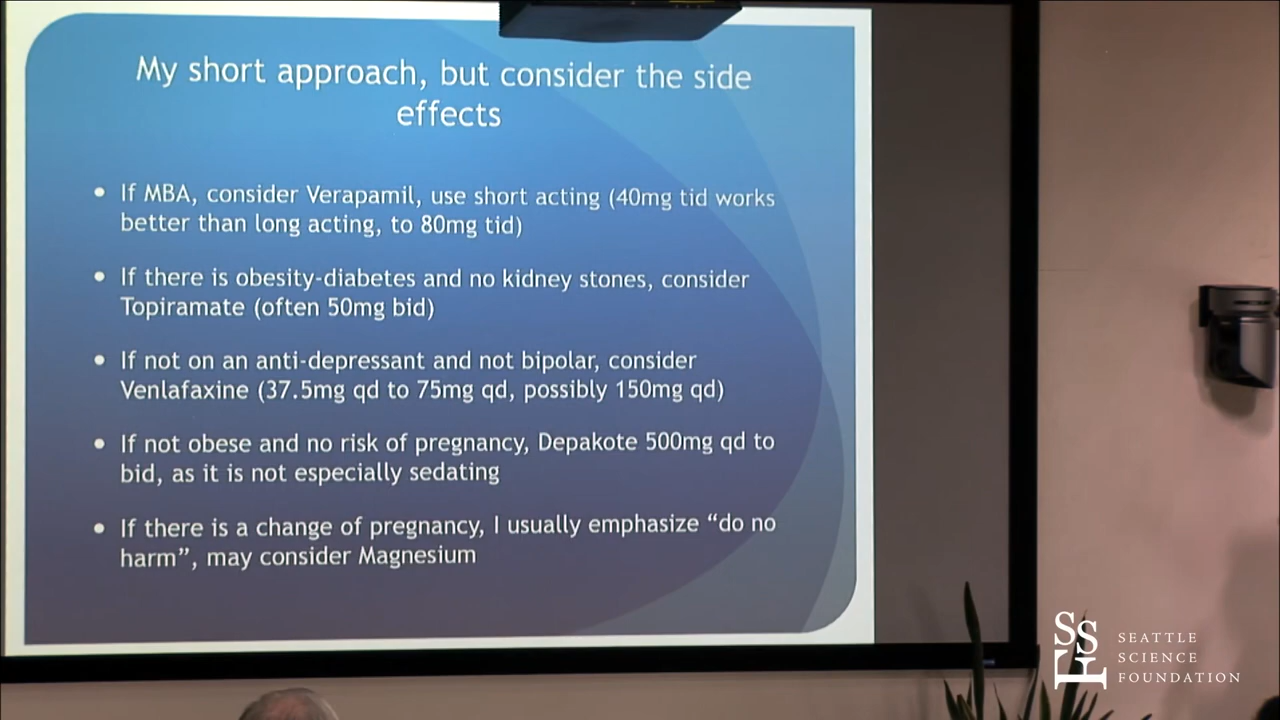 My short approach, but consider the side
effects
• If MBA, consider Verapamil, use short acting (40mg tid works
better than long acting, to 80mg tid)
• If there is obesity-diabetes and no kidney stones, consider
Topiramate (often 50mg bid)
• If not on an anti-depressant and not bipolar, consider
Venlafaxine (37.5mg qd to 75mg qd, possibly 150mg qd)
• If not obese and no risk of pregnancy, Depakote 500mg qd to
bid, as it is not especially sedating
• If there is a change of pregnancy, I usually emphasize “do no
harm”, may consider Magnesium
SSF
SEATTLE
SCIENCE
FOUNDATION